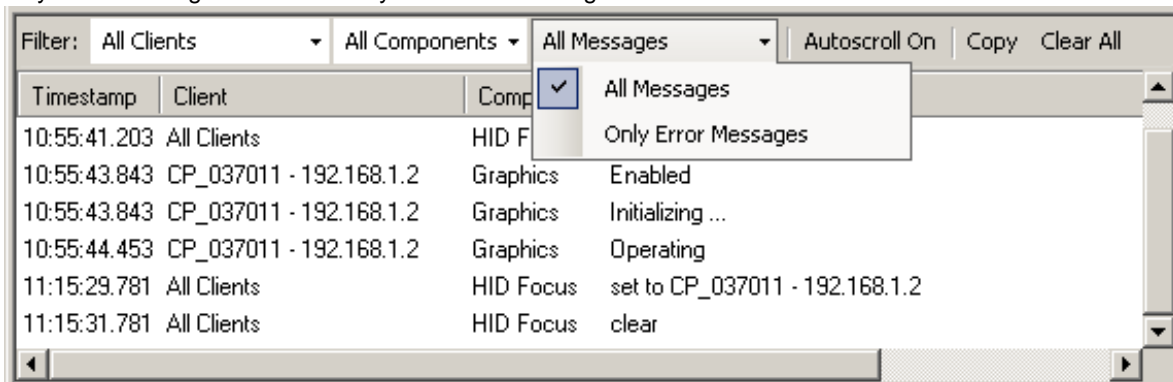 Filter: All Clients All Components All Messages Autoscroll On Copy Clear All
Timestamp Client Comp All Messages
10:55:41.203 All Clients HID F Only Error Messages
10:55:43.843 CP_037011 - 192.168.1.2 Graphics Enabled
10:55:43.843 CP_037011 - 192.168.1.2 Graphics Initializing ...
10:55:44.453 CP_037011 - 192.168.1.2 Graphics Operating
11:15:29.781 All Clients HID Focus set to CP_037011 - 192.168.1.2
11:15:31.781 All Clients HID Focus clear